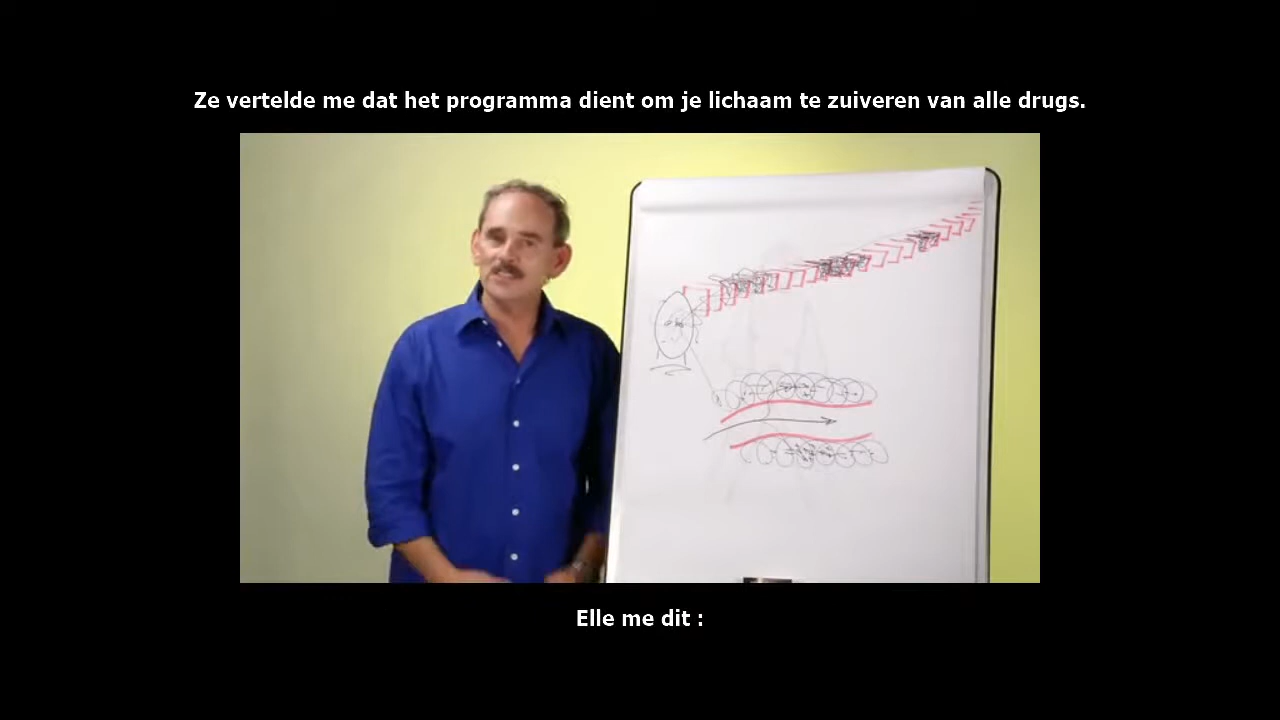 Ze vertelde me dat het programma dient om je lichaam te zuiveren van alle drugs.
Elle me dit :